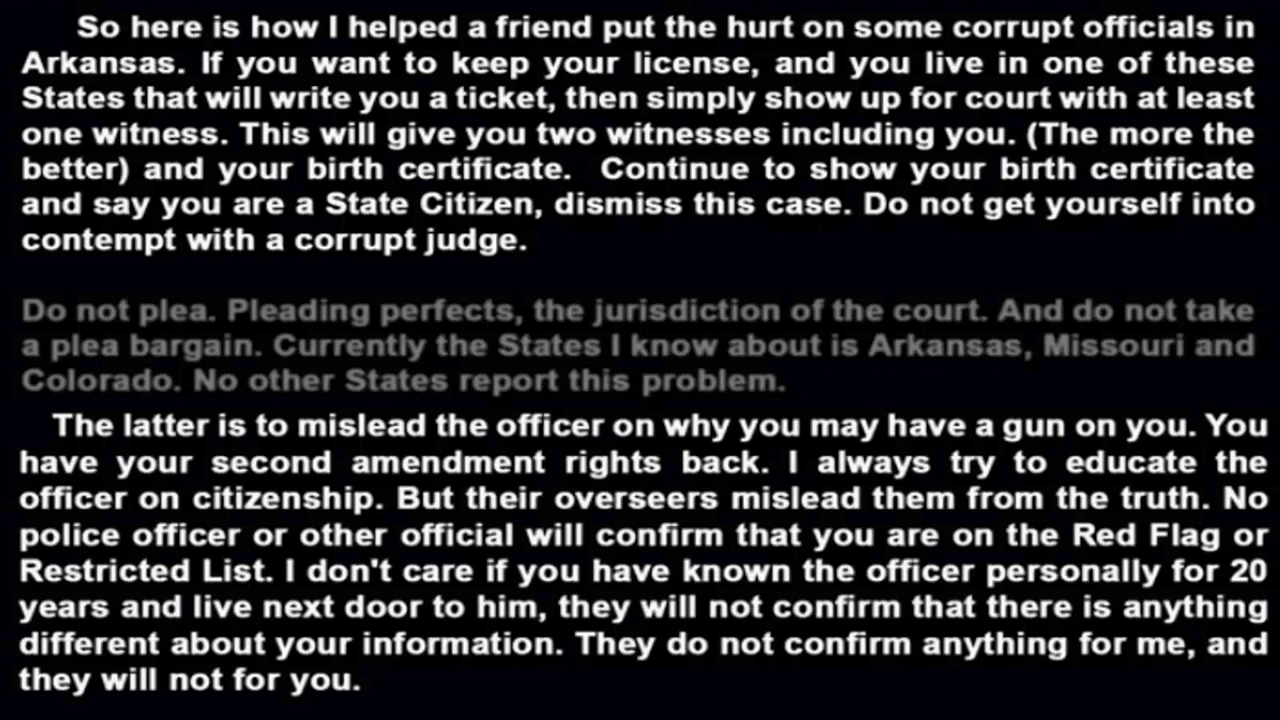 So here is how I helped a friend put the hurt on some corrupt officials in
Arkansas. If you want to keep your license, and you live in one of these
States that will write you a ticket, then simply show up for court with at least
one witness. This will give you two witnesses including you. (The more the
better) and your birth certificate. Continue to show your birth certificate
and say you are a State Citizen, dismiss this case. Do not get yourself into
contempt with a corrupt judge.
Do not plea. Pleading perfects, the jurisdiction of the court. And do not take
a plea bargain. Currently the States I know about is Arkansas, Missouri and
Colorado. No other States report this problem.
The latter is to mislead the officer on why you may have a gun on you. You
have your second amendment rights back. I always try to educate the
officer on citizenship. But their overseers mislead them from the truth. No
police officer or other official will confirm that you are on the Red Flag or
Restricted List. I don't care if you have known the officer personally for 20
years and live next door to him, they will not confirm that there is anything
different about your information. They do not confirm anything for me, and
they will not for you.